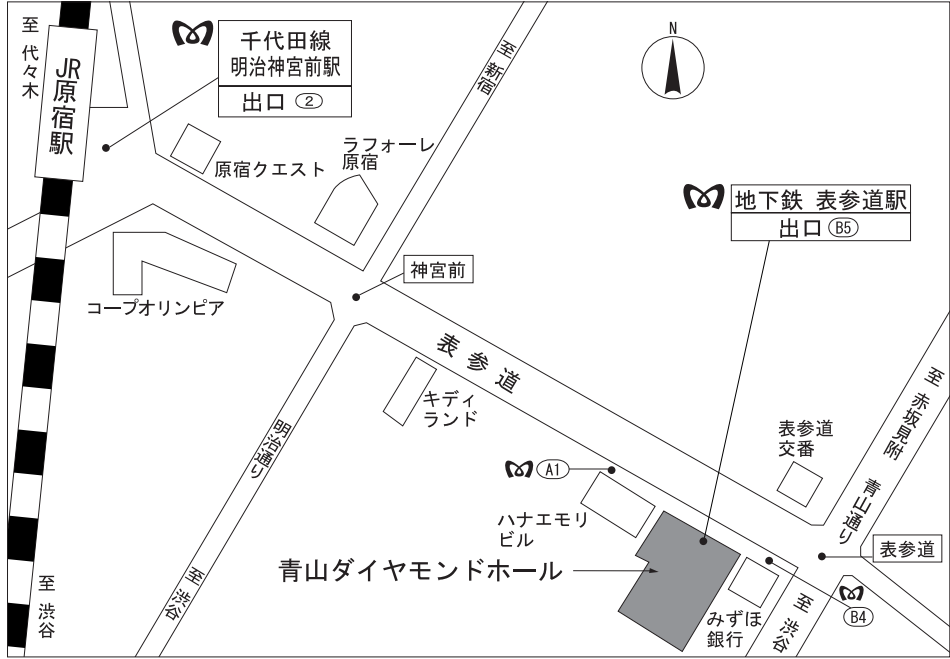 至 代々木
JR原宿駅
千代田線
明治神宮前駅
出口 2
至 新宿
N
原宿クエスト
ラフォーレ
原宿
地下鉄 表参道駅
出口 B5
神宮前
コープオリンピア
表参道
キディ
ランド
明治通り
至 赤坂見附
表参道
交番
青山通り
A1
ハナエモリ
ビル
表参道
青山ダイヤモンドホール
至 渋谷
至 渋谷
みずほ
銀行
至 渋谷
B4